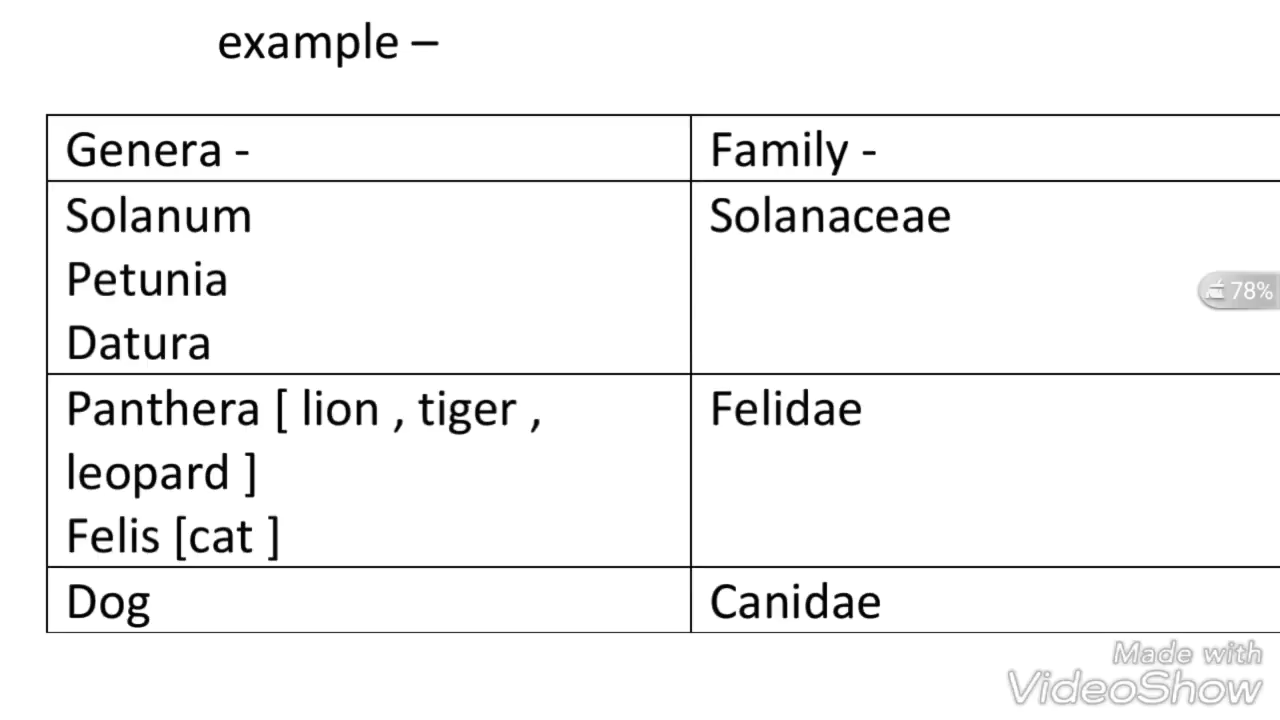 example –
Genera -
Family -
Solanum
Solanaceae
Petunia
Datura
Panthera [ lion , tiger ,
leopard ]
Felidae
Felis [cat ]
Dog
Canidae
78%
Made with
VideoShow